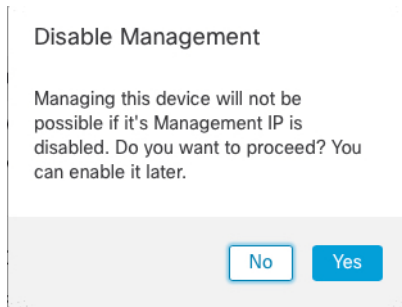 Disable Management
Managing this device will not be
possible if it's Management IP is
disabled. Do you want to proceed? You
can enable it later.
No
Yes